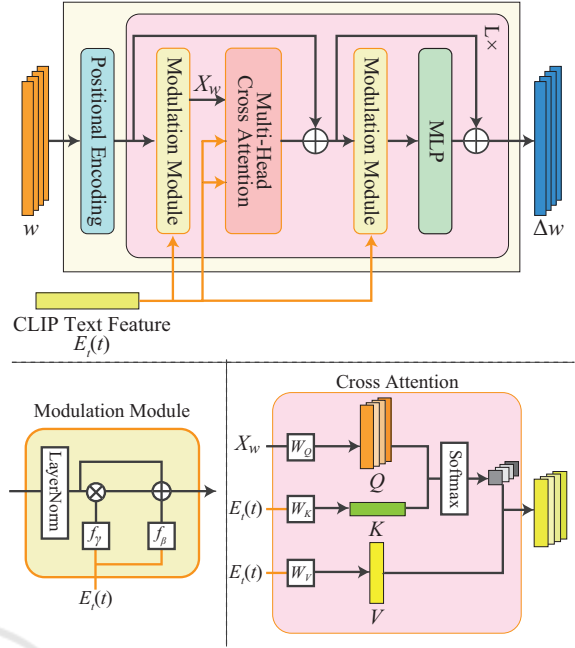 L×
Positional Encoding
Modulation Module
X_w
Multi-Head
Cross Attention
Modulation Module
MLP
w
Δw
CLIP Text Feature
E_t(t)
Modulation Module
LayerNorm
f_γ
f_β
E_t(t)
Cross Attention
X_w
W_Q
Q
Softmax
E_t(t)
W_K
K
E_t(t)
W_V
V